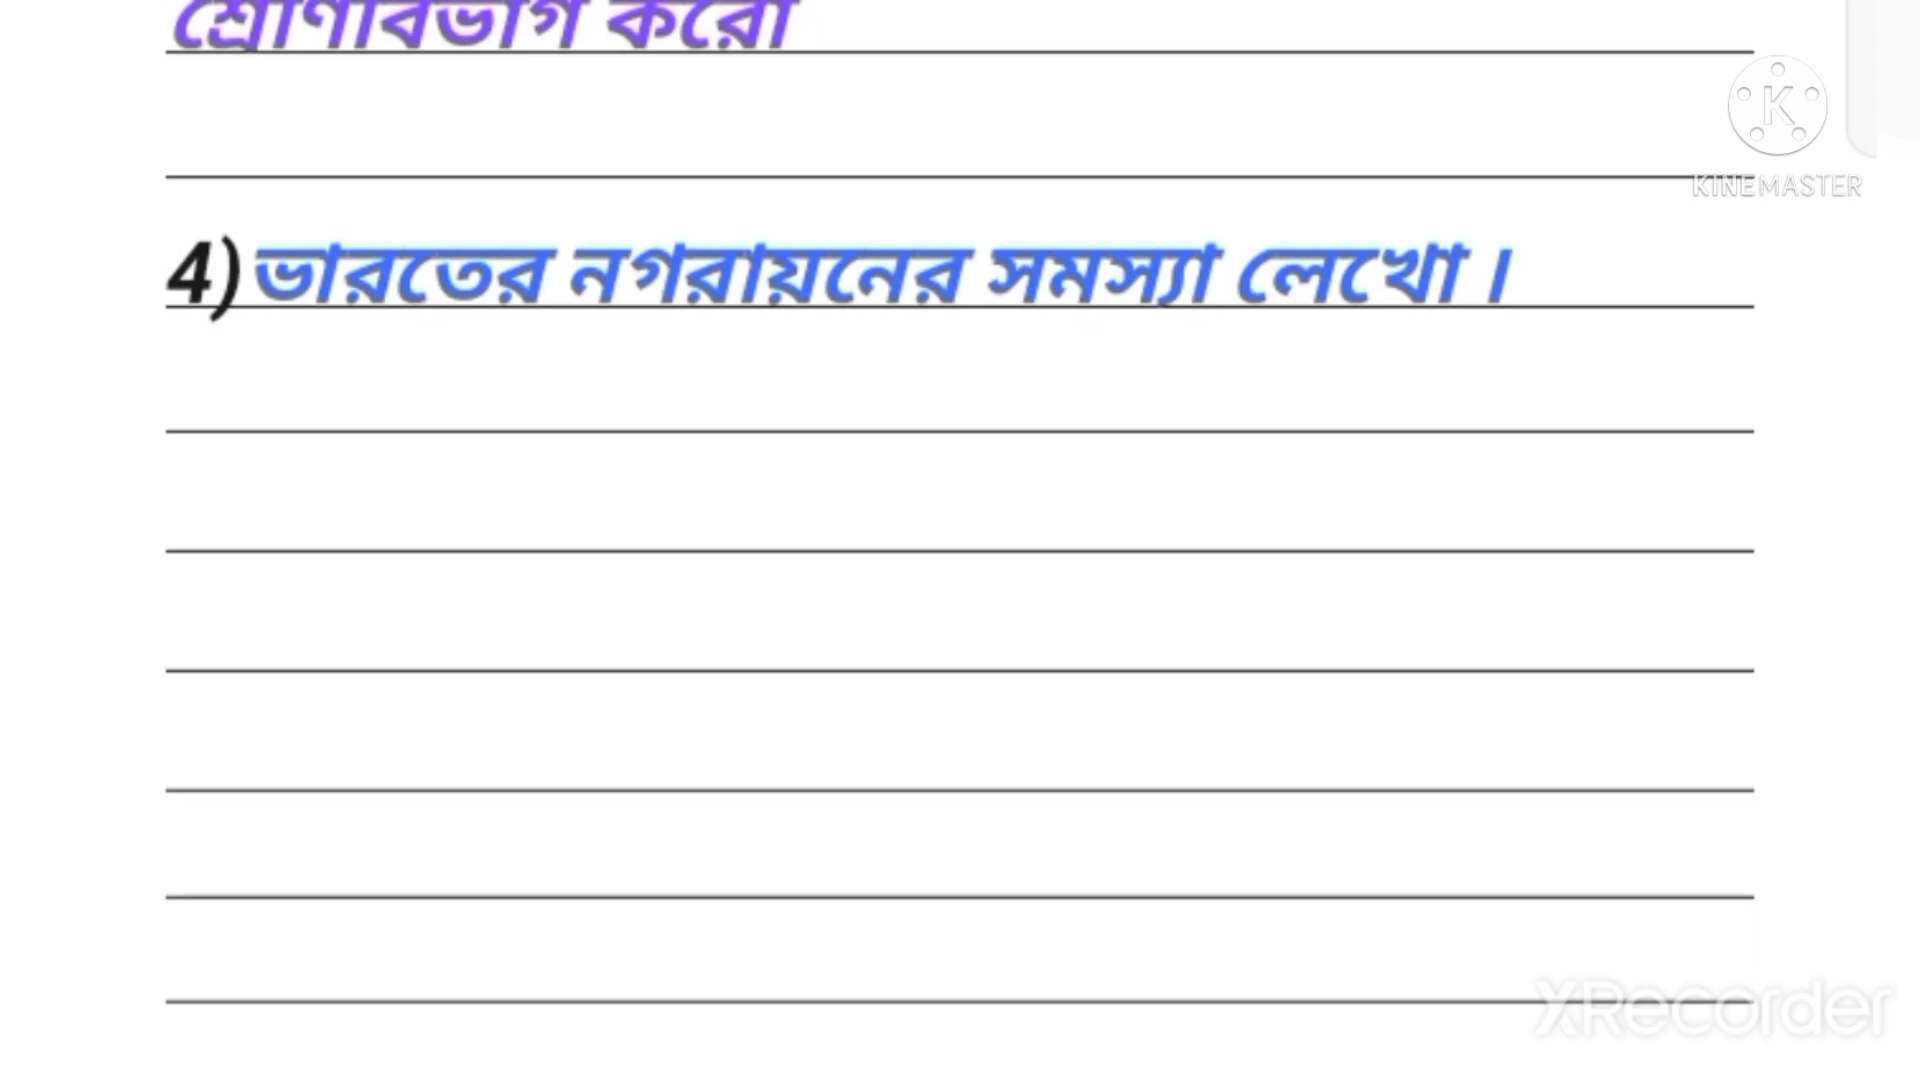 শ্রেণীবিভাগ করো
KINEMASTER
4) ভারতের নগরায়নের সমস্যা লেখো ।
XRecorder